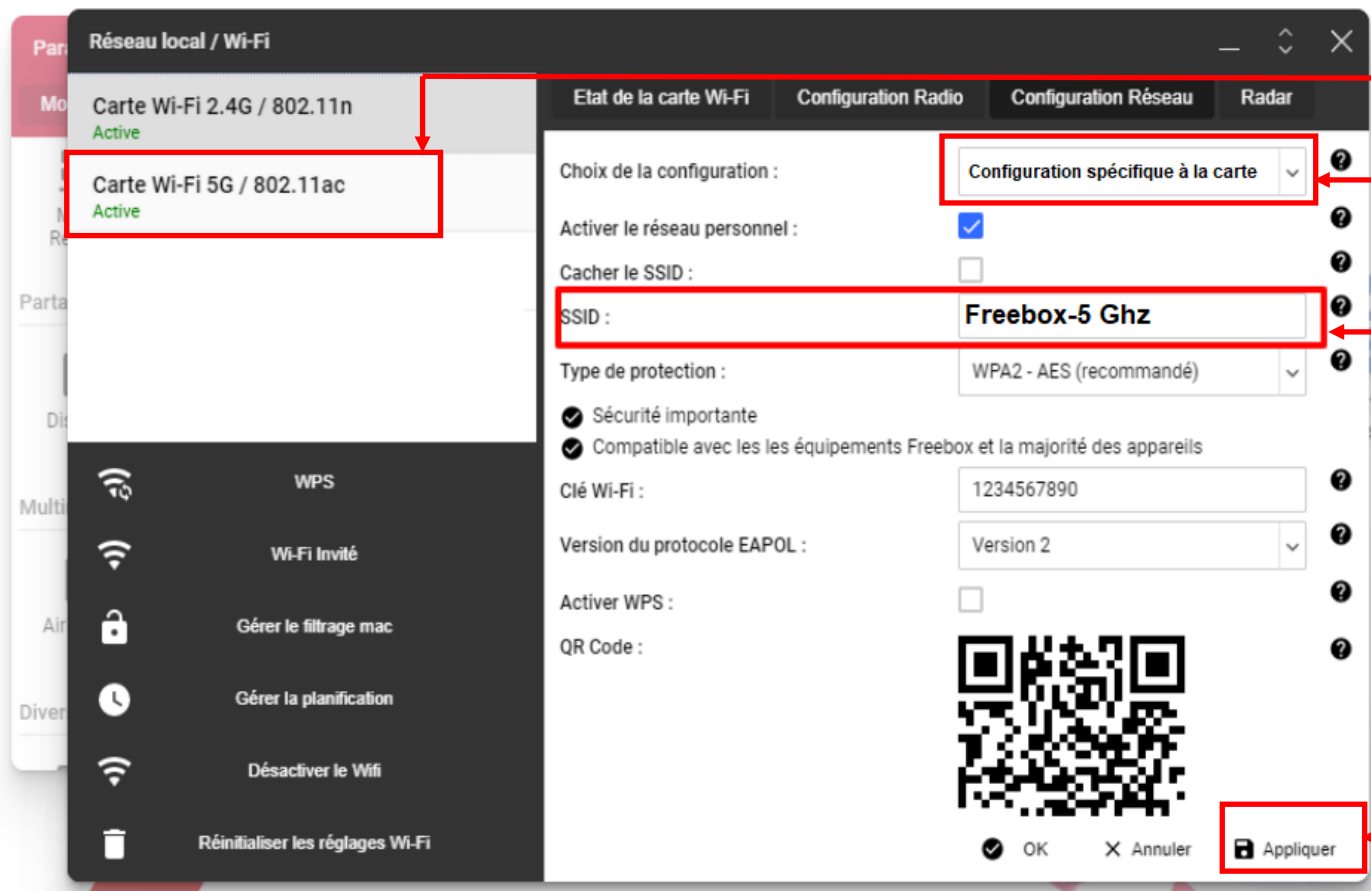 Réseau local / Wi-Fi
Carte Wi-Fi 2.4G / 802.11n
Active
Carte Wi-Fi 5G / 802.11ac
Active
WPS
Wi-Fi Invité
Gérer le filtrage mac
Gérer la planification
Désactiver le Wifi
Réinitialiser les réglages Wi-Fi
Etat de la carte Wi-Fi Configuration Radio Configuration Réseau Radar
Choix de la configuration : Configuration spécifique à la carte
Activer le réseau personnel :
Cacher le SSID :
SSID : Freebox-5 Ghz
Type de protection : WPA2 - AES (recommandé)
Sécurité importante
Compatible avec les les équipements Freebox et la majorité des appareils
Clé Wi-Fi : 1234567890
Version du protocole EAPOL : Version 2
Activer WPS :
QR Code :
OK Annuler Appliquer